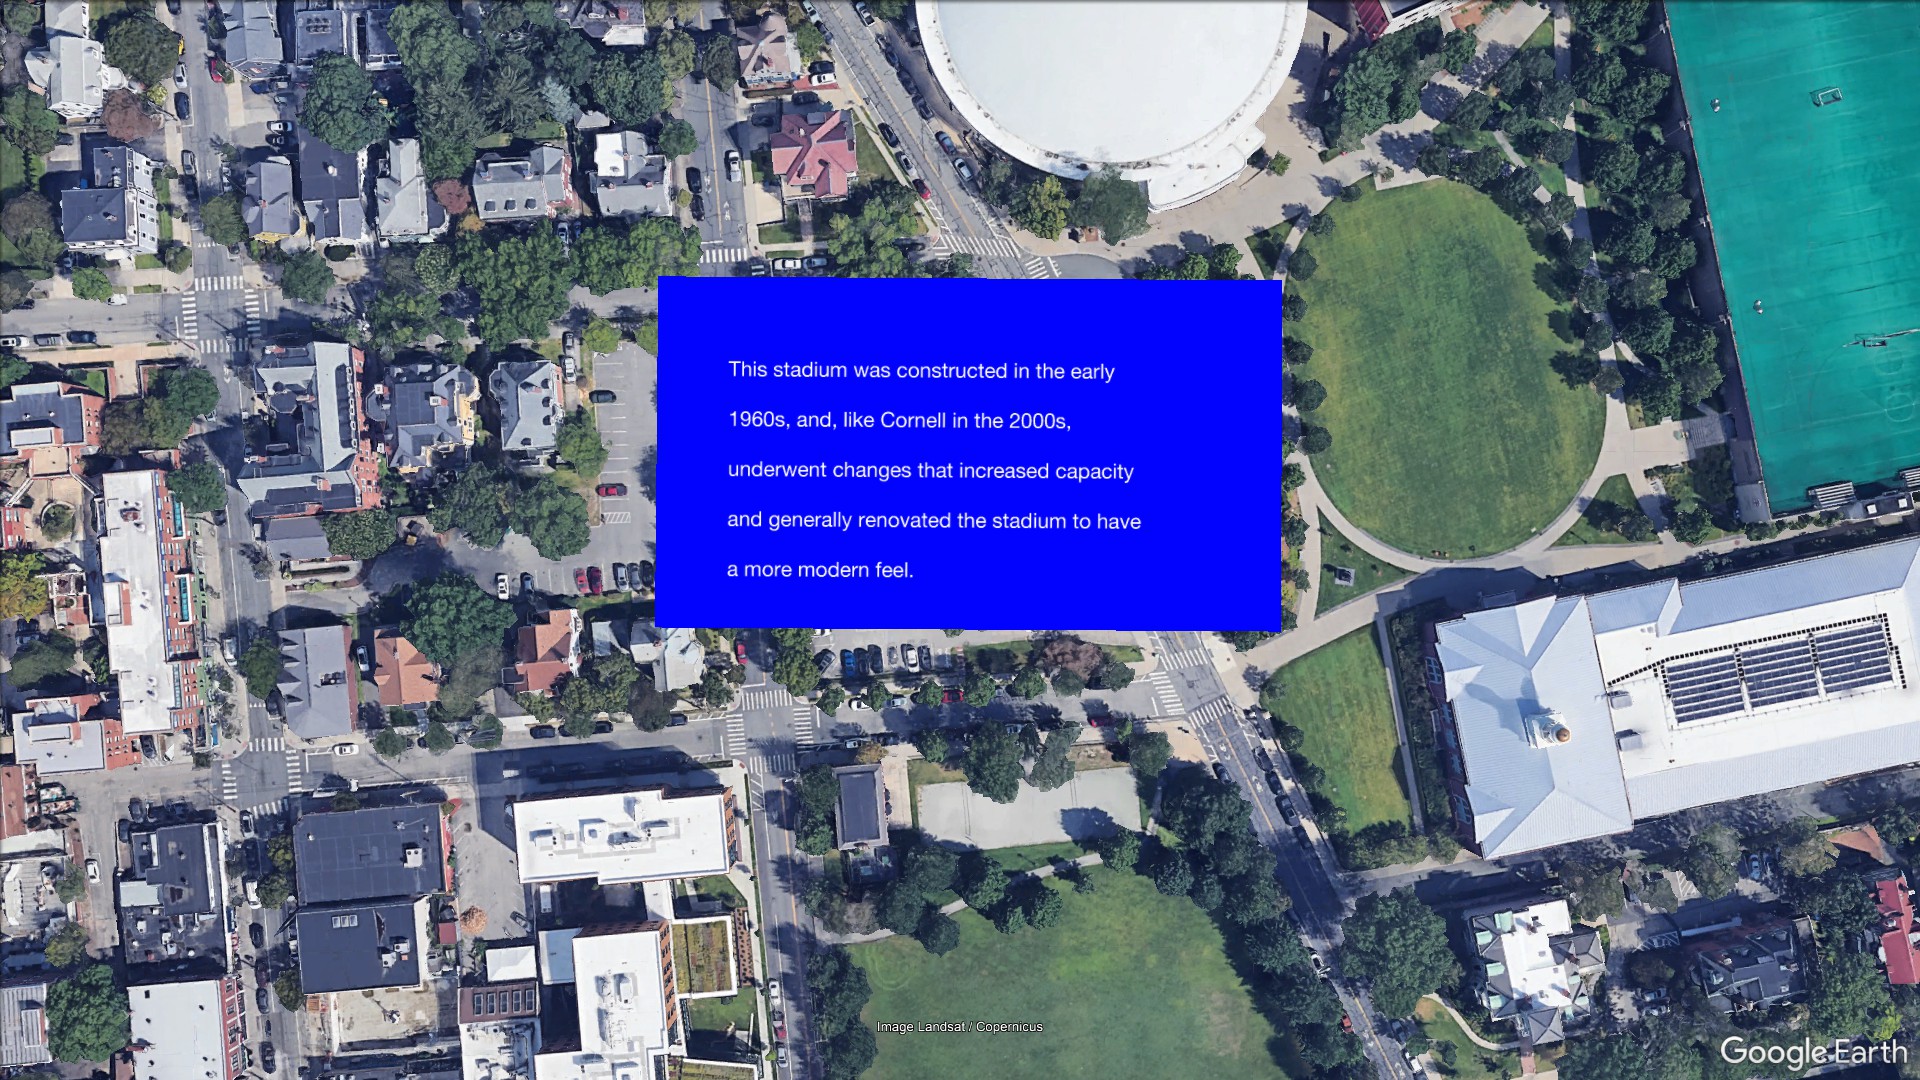 This stadium was constructed in the early
1960s, and, like Cornell in the 2000s,
underwent changes that increased capacity
and generally renovated the stadium to have
a more modern feel.
Image Landsat / Copernicus
Google Earth